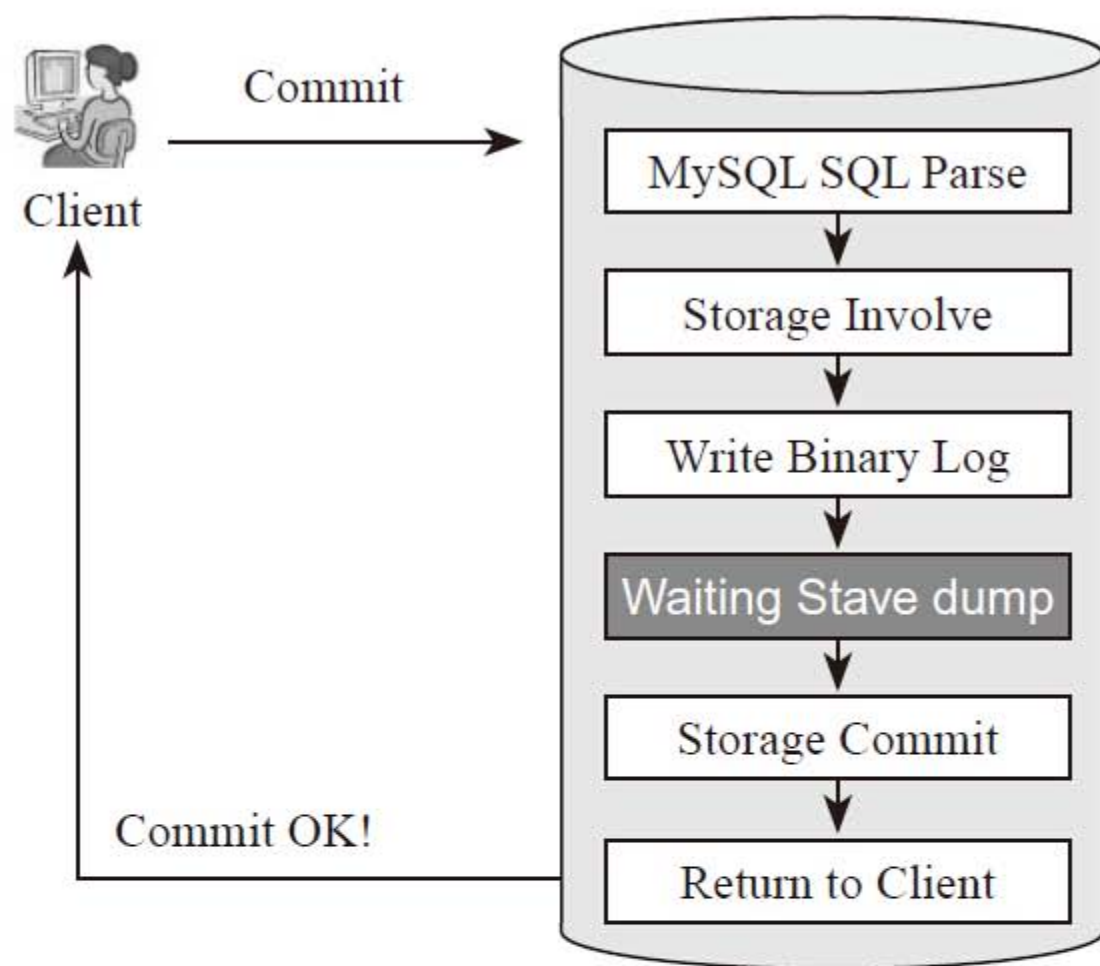 Commit
Client
MySQL SQL Parse
Storage Involve
Write Binary Log
Waiting Stave dump
Storage Commit
Return to Client
Commit OK!